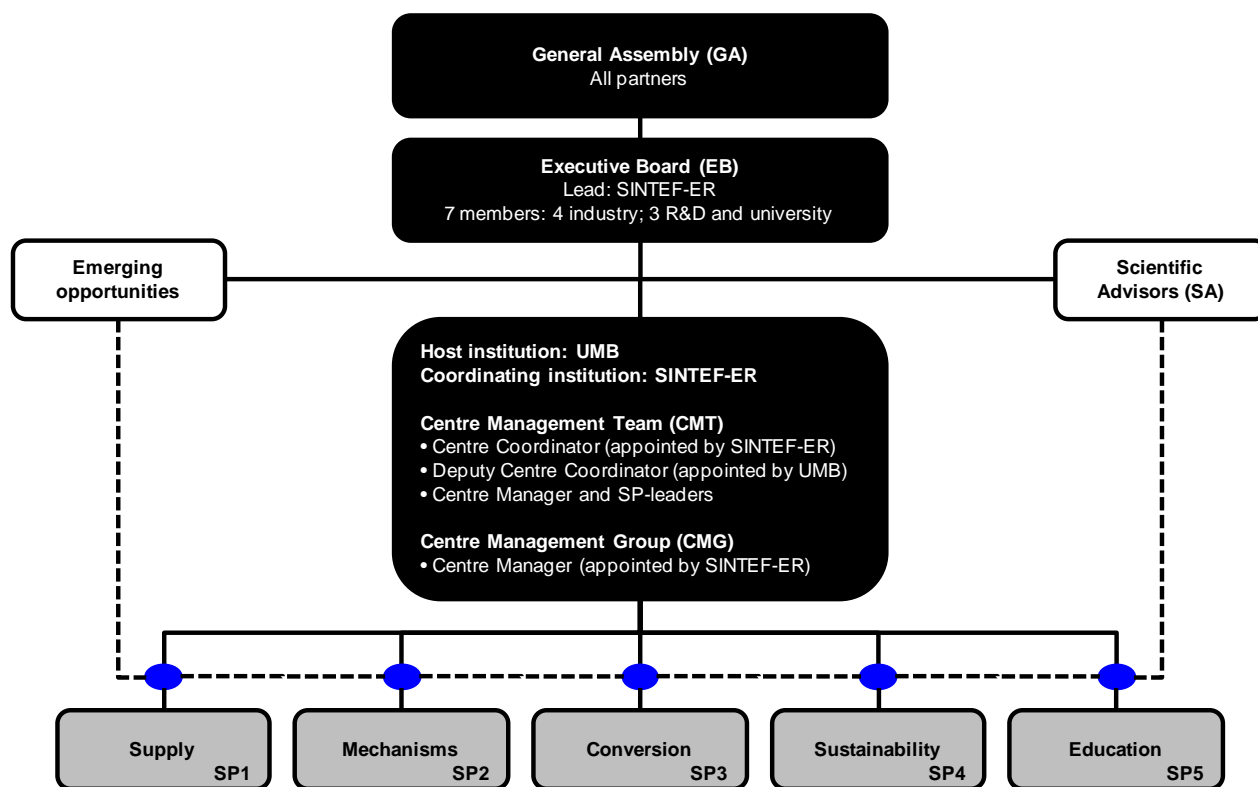 General Assembly (GA)
All partners
Executive Board (EB)
Lead: SINTEF-ER
7 members: 4 industry; 3 R&D and university
Emerging
opportunities
Scientific
Advisors (SA)
Host institution: UMB
Coordinating institution: SINTEF-ER
Centre Management Team (CMT)
• Centre Coordinator (appointed by SINTEF-ER)
• Deputy Centre Coordinator (appointed by UMB)
• Centre Manager and SP-leaders
Centre Management Group (CMG)
• Centre Manager (appointed by SINTEF-ER)
Supply
SP1
Mechanisms
SP2
Conversion
SP3
Sustainability
SP4
Education
SP5